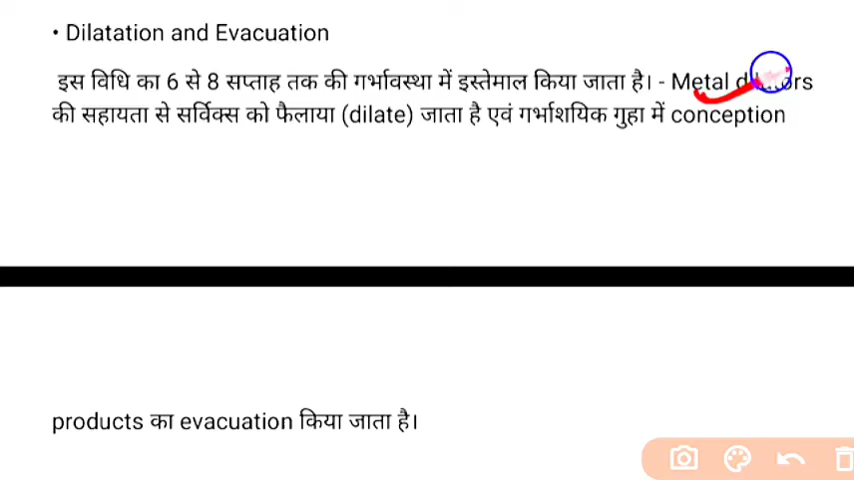 • Dilatation and Evacuation
इस विधि का 6 से 8 सप्ताह तक की गर्भावस्था में इस्तेमाल किया जाता है। - Metal
की सहायता से सर्विक्स को फैलाया (dilate) जाता है एवं गर्भाशयिक गुहा में conception
products का evacuation किया जाता है।